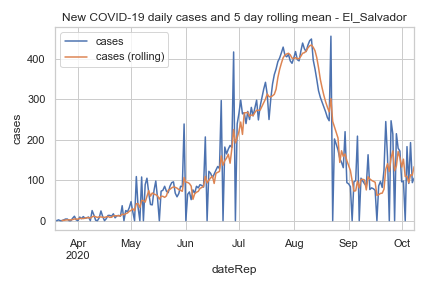 New COVID-19 daily cases and 5 day rolling mean - El_Salvador
cases
cases (rolling)
400
300
200
100
0
cases
Apr
2020
May
Jun
Jul
Aug
Sep
Oct
dateRep